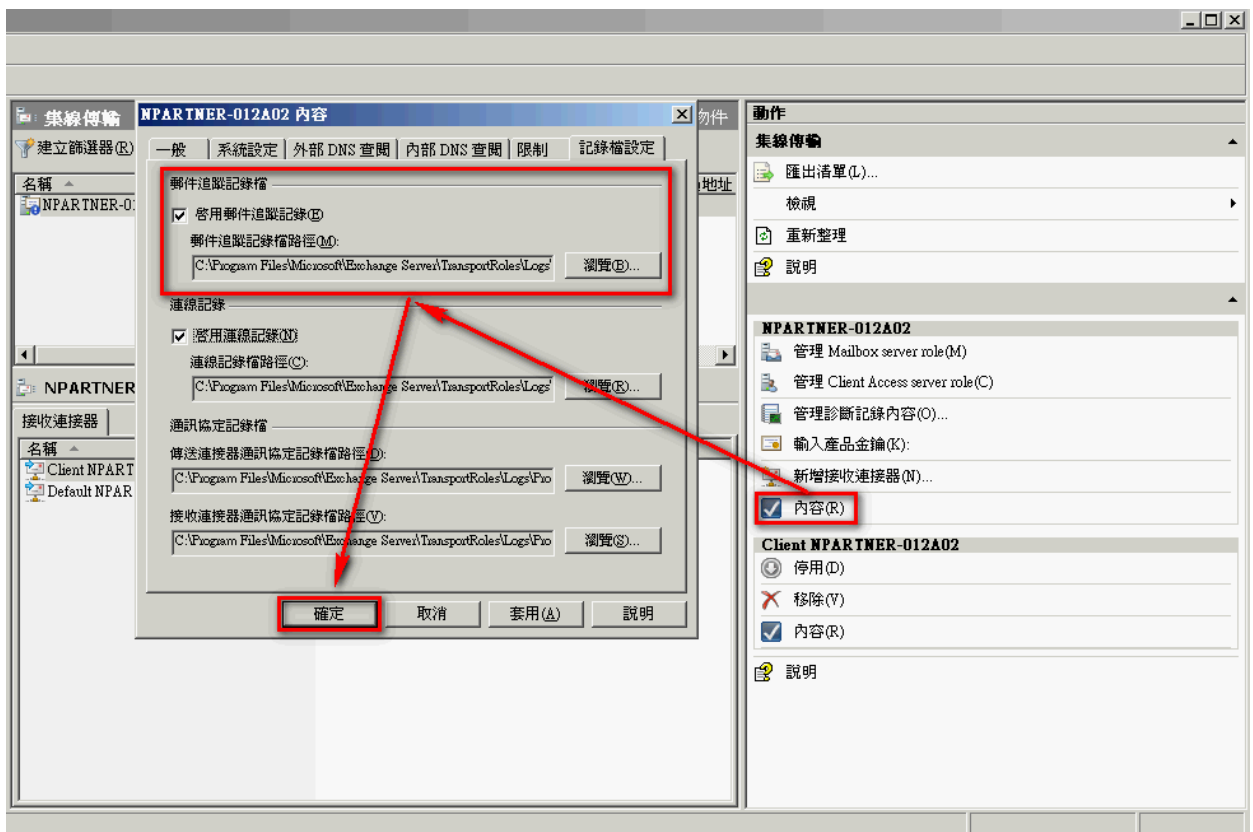 集線傳輸
物件
建立篩選器(R)
地址
名稱
NPARTNER-0
NPARTNER
接收連接器
名稱
Client NPART
Default NPAR
NPARTNER-012A02 內容
一般
系統設定
外部 DNS 查閱
內部 DNS 查閱
限制
記錄檔設定
郵件追蹤記錄檔
啓用郵件追蹤記錄(E)
郵件追蹤記錄檔路徑(M):
C:\Program Files\Microsoft\Exchange Server\TransportRoles\Logs\
瀏覽(B)...
連線記錄
啓用連線記錄(N)
連線記錄檔路徑(C):
C:\Program Files\Microsoft\Exchange Server\TransportRoles\Logs\
瀏覽(R)...
通訊協定記錄檔
傳送連接器通訊協定記錄檔路徑(D):
C:\Program Files\Microsoft\Exchange Server\TransportRoles\Logs\Pro
瀏覽(W)...
接收連接器通訊協定記錄檔路徑(V):
C:\Program Files\Microsoft\Exchange Server\TransportRoles\Logs\Pro
瀏覽(S)...
確定
取消
套用(A)
說明
動作
集線傳輸
匯出清單(L)...
檢視
重新整理
說明
NPARTNER-012A02
管理 Mailbox server role(M)
管理 Client Access server role(C)
管理診斷記錄內容(O)...
輸入產品金鑰(K):
新增接收連接器(N)...
內容(R)
Client NPARTNER-012A02
停用(D)
移除(V)
內容(R)
說明